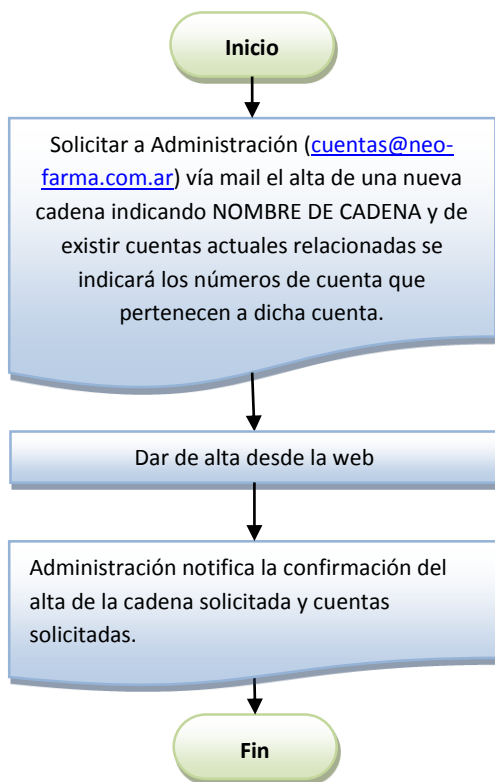 Inicio
Solicitar a Administración (cuentas@neo-
farma.com.ar) vía mail el alta de una nueva
cadena indicando NOMBRE DE CADENA y de
existir cuentas actuales relacionadas se
indicará los números de cuenta que
pertenecen a dicha cuenta.
Dar de alta desde la web
Administración notifica la confirmación del
alta de la cadena solicitada y cuentas
solicitadas.
Fin